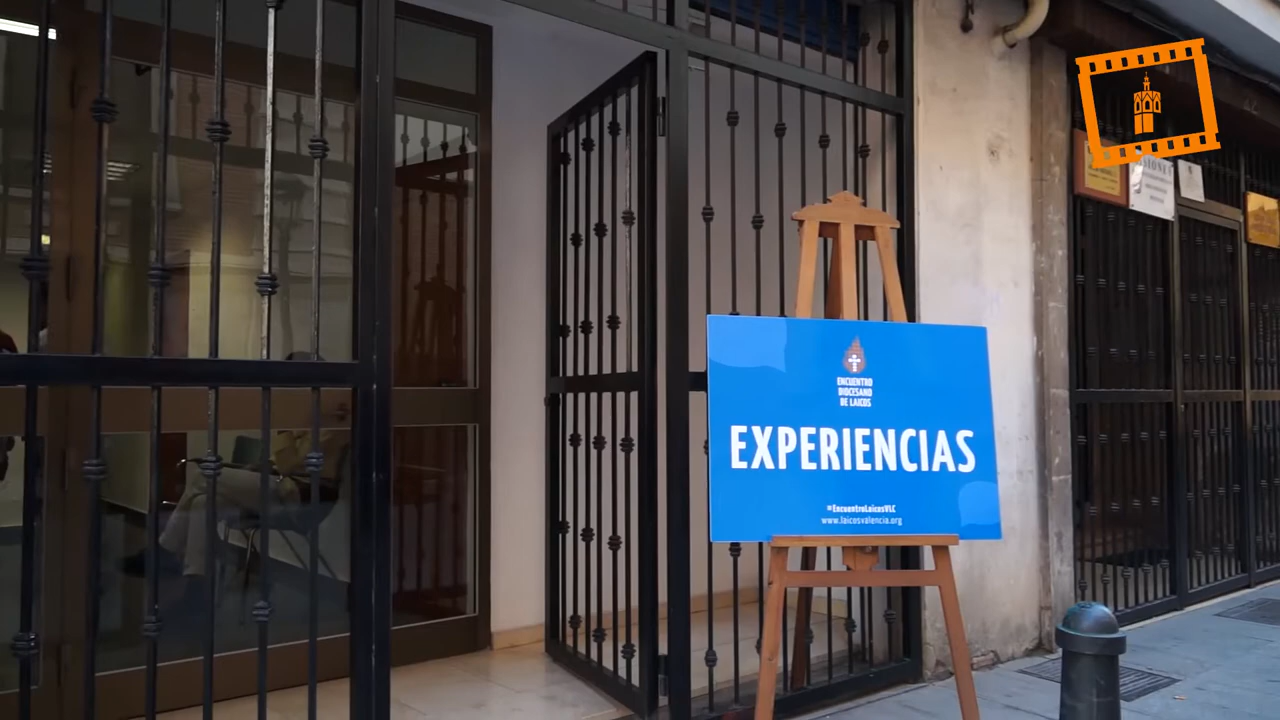 ENCUENTRO
DIOCESANO
DE LAICOS
EXPERIENCIAS
#EncuentroLaicosVLC
www.laicosvalencia.org